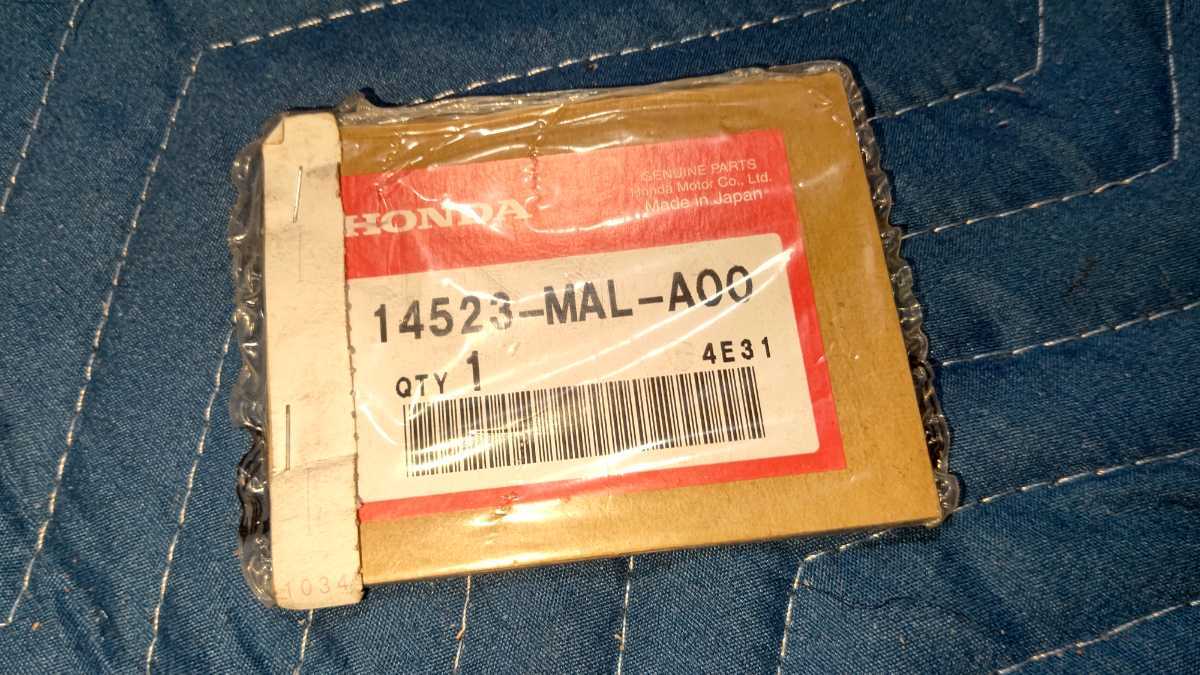 GENUINE PARTS
Honda Motor Co., Ltd.
Made in Japan
HONDA
14523-MAL-A00
QTY 1
4E31
1034